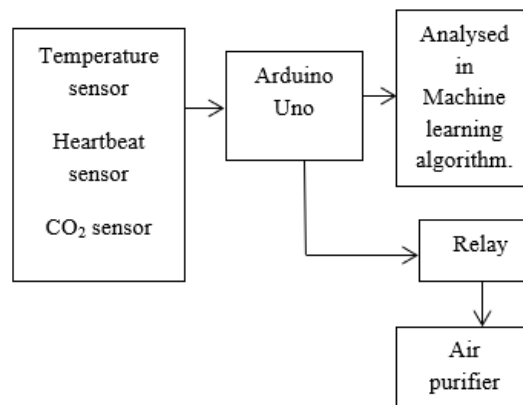 Temperature
sensor
Heartbeat
sensor
CO₂ sensor
Arduino
Uno
Analysed
in
Machine
learning
algorithm.
Relay
Air
purifier